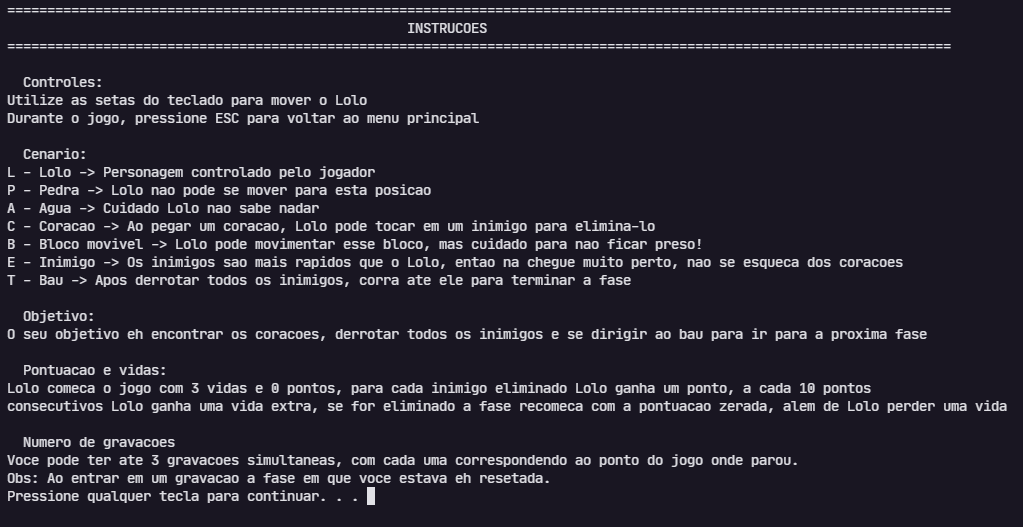 ======================================================================================================================
INSTRUCOES
======================================================================================================================
Controles:
Utilize as setas do teclado para mover o Lolo
Durante o jogo, pressione ESC para voltar ao menu principal
Cenario:
L - Lolo -> Personagem controlado pelo jogador
P - Pedra -> Lolo nao pode se mover para esta posicao
A - Agua -> Cuidado Lolo nao sabe nadar
C - Coracao -> Ao pegar um coracao, Lolo pode tocar em um inimigo para elimina-lo
B - Bloco movivel -> Lolo pode movimentar esse bloco, mas cuidado para nao ficar preso!
E - Inimigo -> Os inimigos sao mais rapidos que o Lolo, entao na chegue muito perto, nao se esqueca dos coracoes
T - Bau -> Apos derrotar todos os inimigos, corra ate ele para terminar a fase
Objetivo:
O seu objetivo eh encontrar os coracoes, derrotar todos os inimigos e se dirigir ao bau para ir para a proxima fase
Pontuacao e vidas:
Lolo comeca o jogo com 3 vidas e 0 pontos, para cada inimigo eliminado Lolo ganha um ponto, a cada 10 pontos
consecutivos Lolo ganha uma vida extra, se for eliminado a fase recomeca com a pontuacao zerada, alem de Lolo perder uma vida
Numero de gravacoes
Voce pode ter ate 3 gravacoes simultaneas, com cada uma correspondendo ao ponto do jogo onde parou.
Obs: Ao entrar em um gravacao a fase em que voce estava eh resetada.
Pressione qualquer tecla para continuar. . .